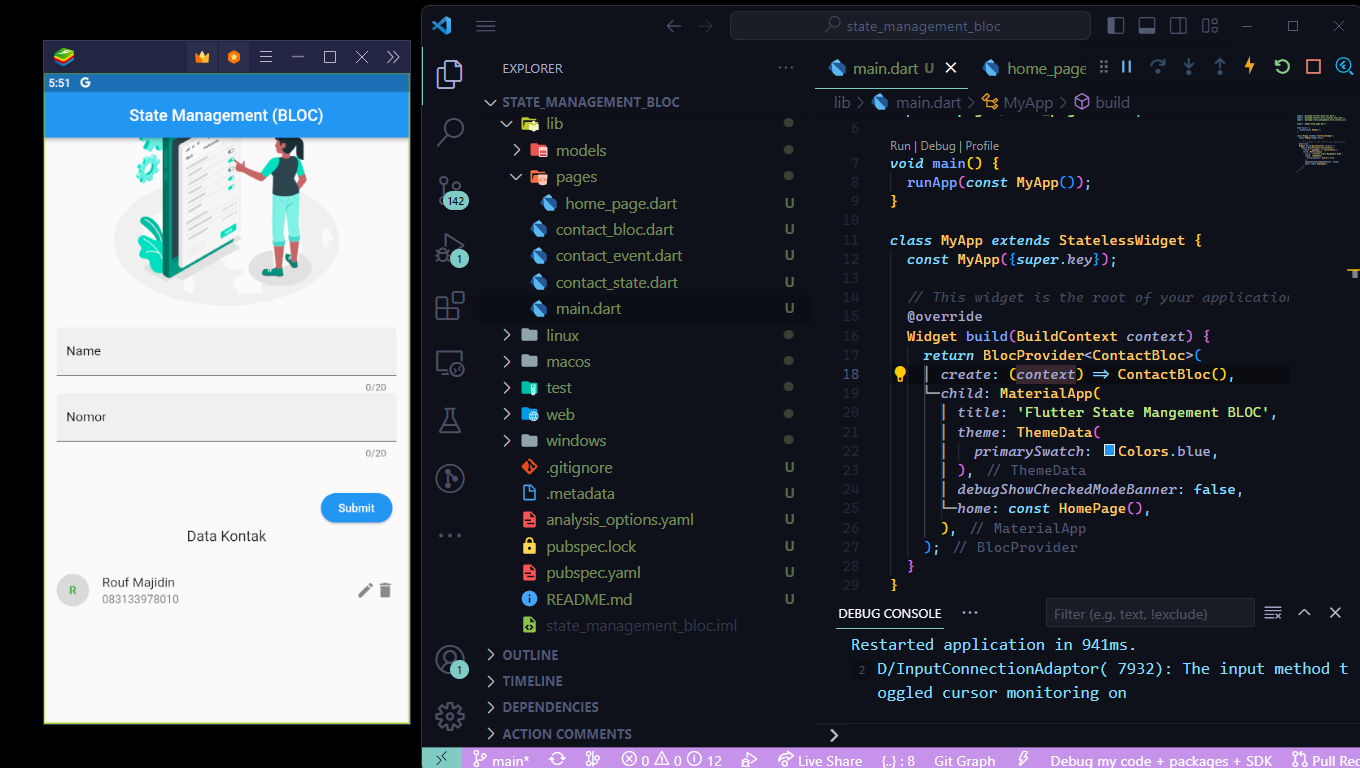 5:51 G
State Management (BLOC)
Name
0/20
Nomor
0/20
Submit
Data Kontak
R
Rouf Majidin
083133978010
state_management_bloc
EXPLORER
STATE_MANAGEMENT_BLOC
lib
models
pages
home_page.dart U
contact_bloc.dart U
contact_event.dart U
contact_state.dart U
main.dart U
linux
macos
test
web
windows
.gitignore U
.metadata U
analysis_options.yaml U
pubspec.lock U
pubspec.yaml U
README.md U
state_management_bloc.iml
OUTLINE
TIMELINE
DEPENDENCIES
ACTION COMMENTS
142
1
1
main.dart U
home_page
lib > main.dart > MyApp > build
6
Run | Debug | Profile
7 void main() {
8 runApp(const MyApp());
9 }
10
11 class MyApp extends StatelessWidget {
12 const MyApp({super.key});
13
14 // This widget is the root of your application
15 @override
16 Widget build(BuildContext context) {
17 return BlocProvider<ContactBloc>(
18 create: (context) => ContactBloc(),
19 child: MaterialApp(
20 title: 'Flutter State Mangement BLOC',
21 theme: ThemeData(
22 primarySwatch: Colors.blue,
23 ), // ThemeData
24 debugShowCheckedModeBanner: false,
25 home: const HomePage(),
26 ), // MaterialApp
27 ); // BlocProvider
28 }
29 }
DEBUG CONSOLE
Filter (e.g. text, !exclude)
Restarted application in 941ms.
2 D/InputConnectionAdaptor( 7932): The input method t
oggled cursor monitoring on
main* 0 0 12 Live Share {..} : 8 Git Graph Debug my code + packages + SDK Pull Rec